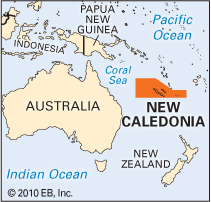 PAPUA
NEW
GUINEA
Pacific
Ocean
INDONESIA
Coral
Sea
AUSTRALIA
NEW
CALEDONIA
NEW
ZEALAND
Indian Ocean
© 2010 EB, Inc.